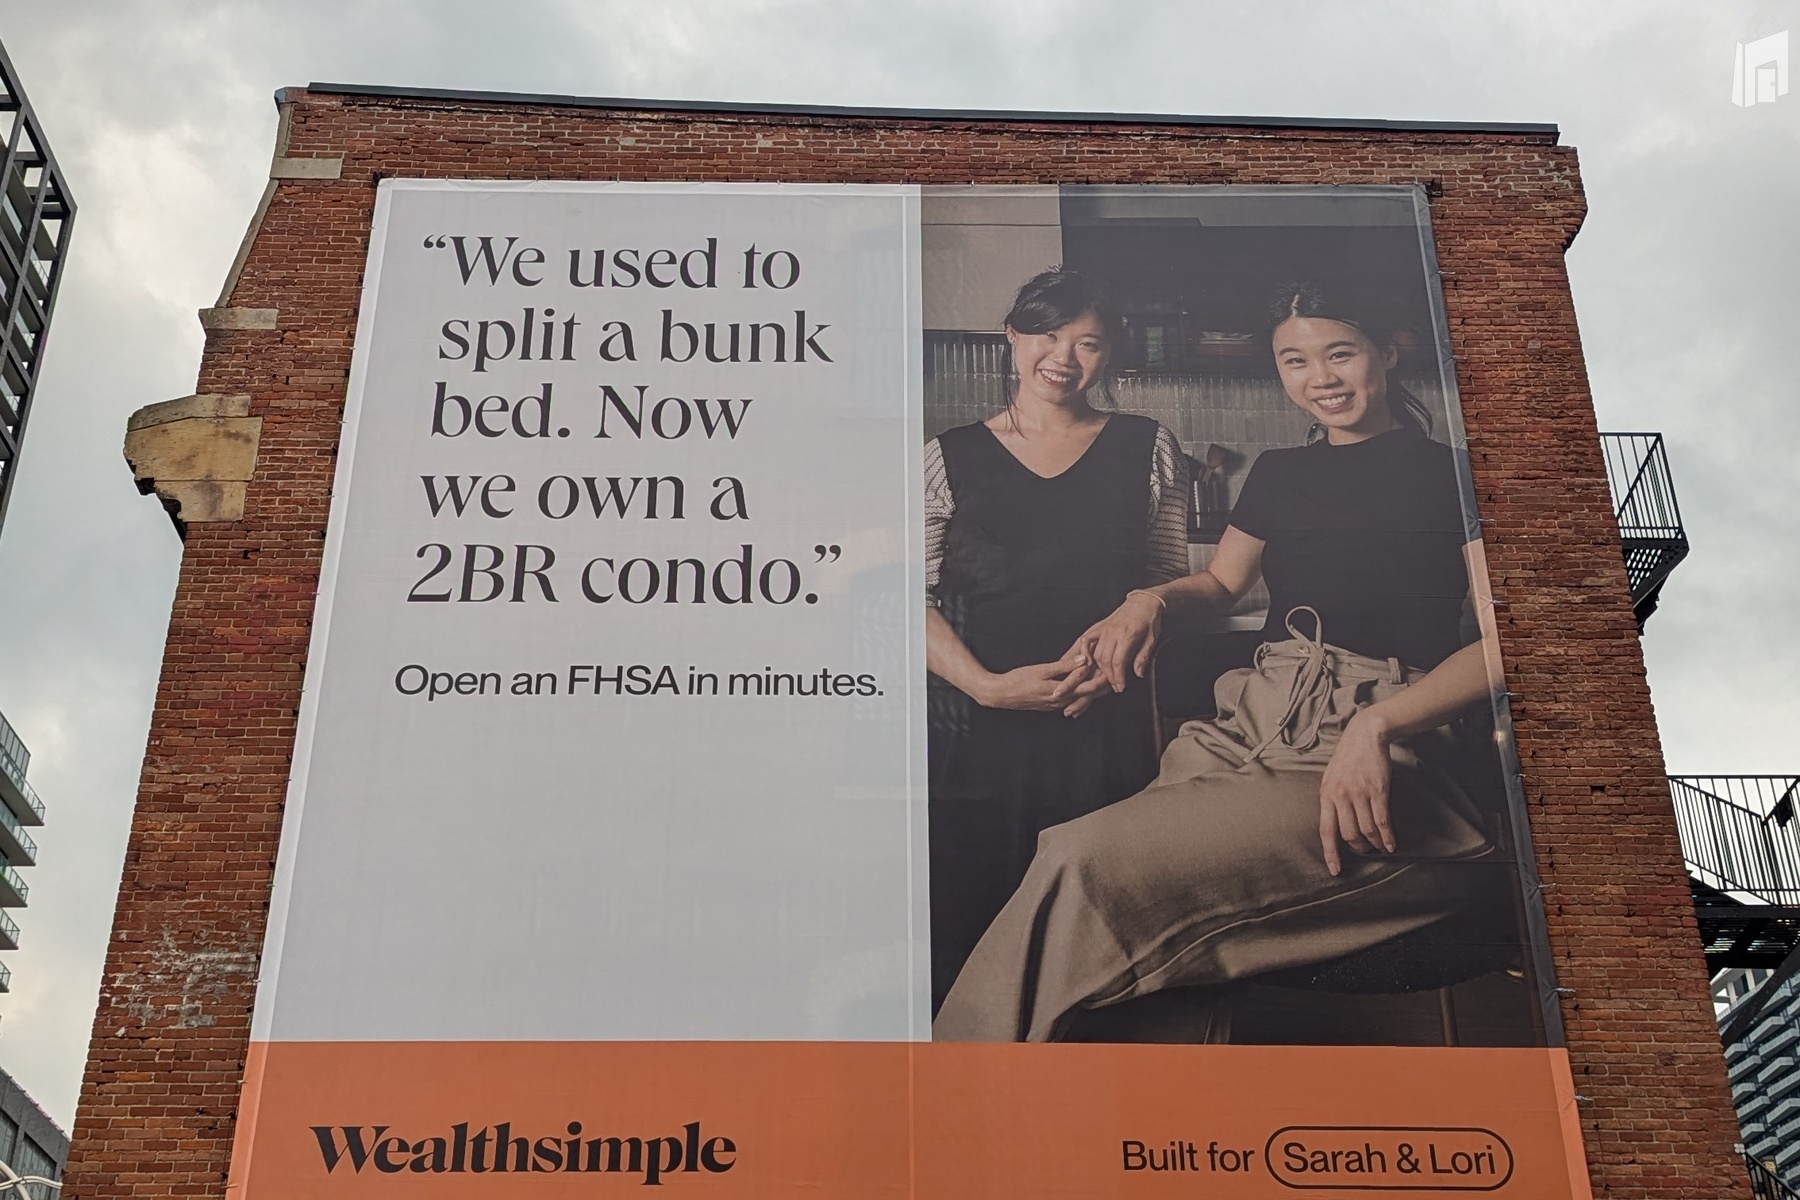 “We used to
split a bunk
bed. Now
we own a
2BR condo.”
Open an FHSA in minutes.
Wealthsimple
Built for Sarah & Lori